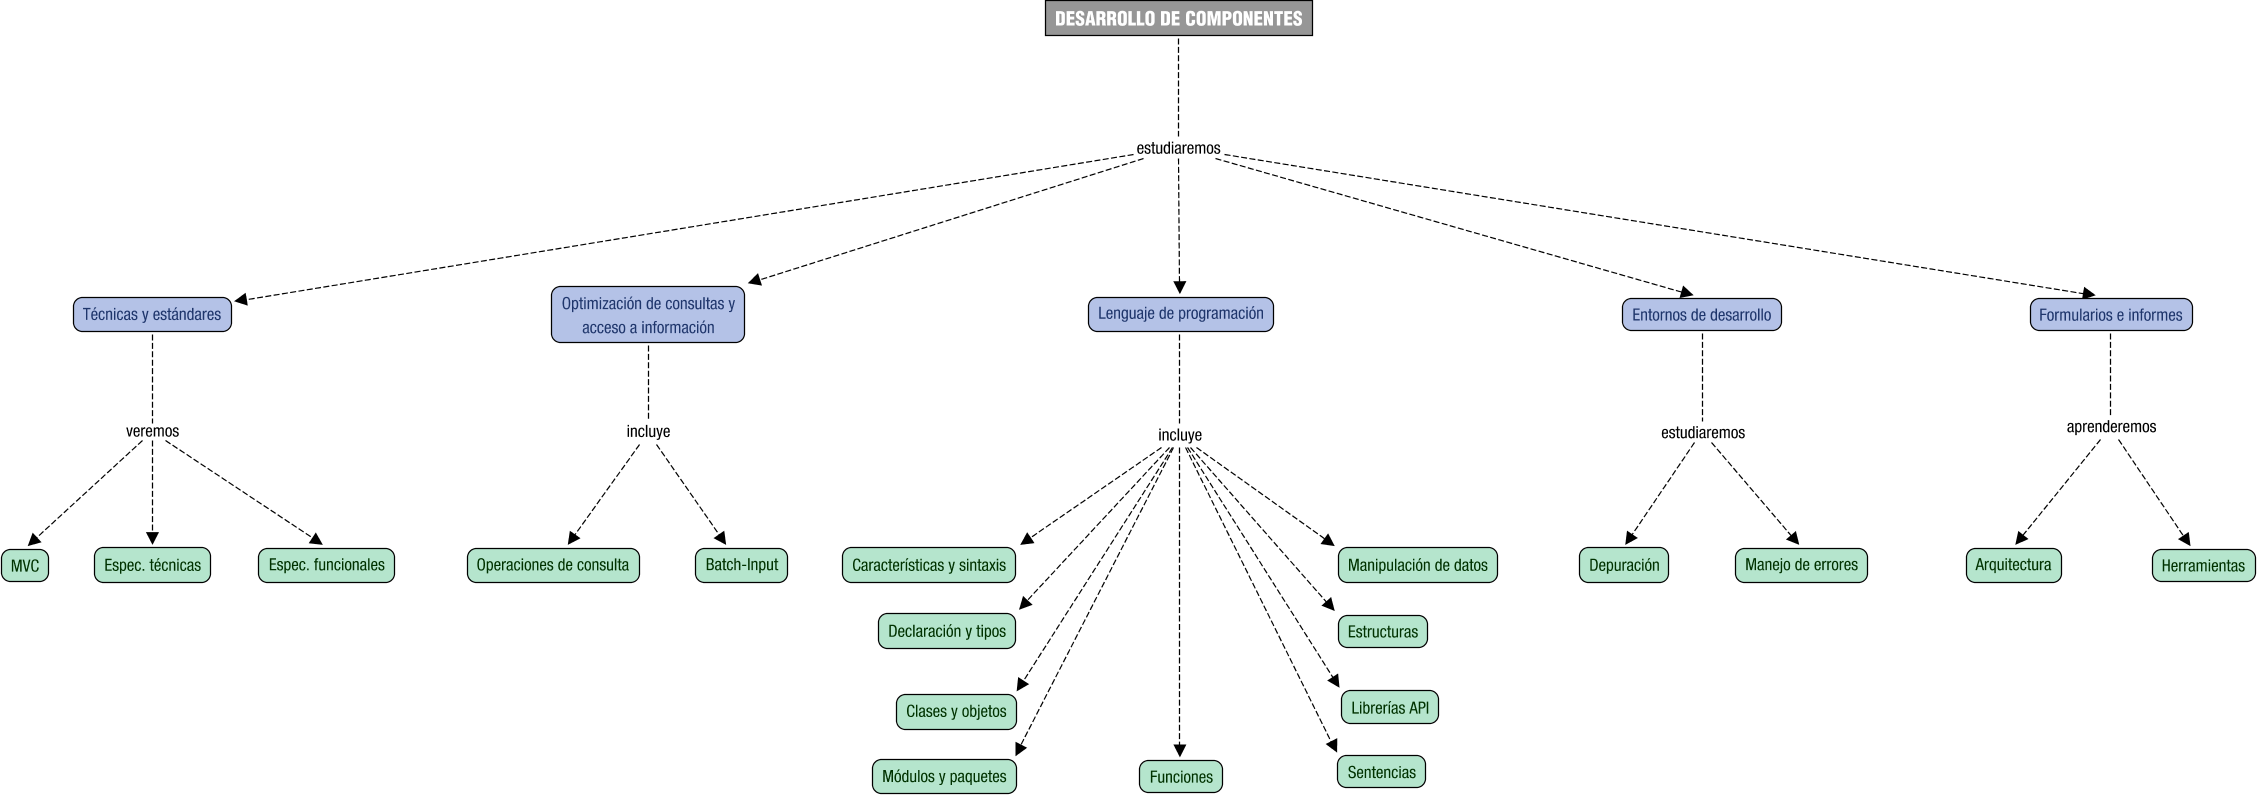 DESARROLLO DE COMPONENTES
estudiaremos
Técnicas y estándares
Optimización de consultas y
acceso a información
Lenguaje de programación
Entornos de desarrollo
Formularios e informes
veremos
incluye
incluye
estudiaremos
aprenderemos
MVC
Espec. técnicas
Espec. funcionales
Operaciones de consulta
Batch-Input
Características y sintaxis
Manipulación de datos
Depuración
Manejo de errores
Arquitectura
Herramientas
Declaración y tipos
Estructuras
Clases y objetos
Librerías API
Módulos y paquetes
Funciones
Sentencias